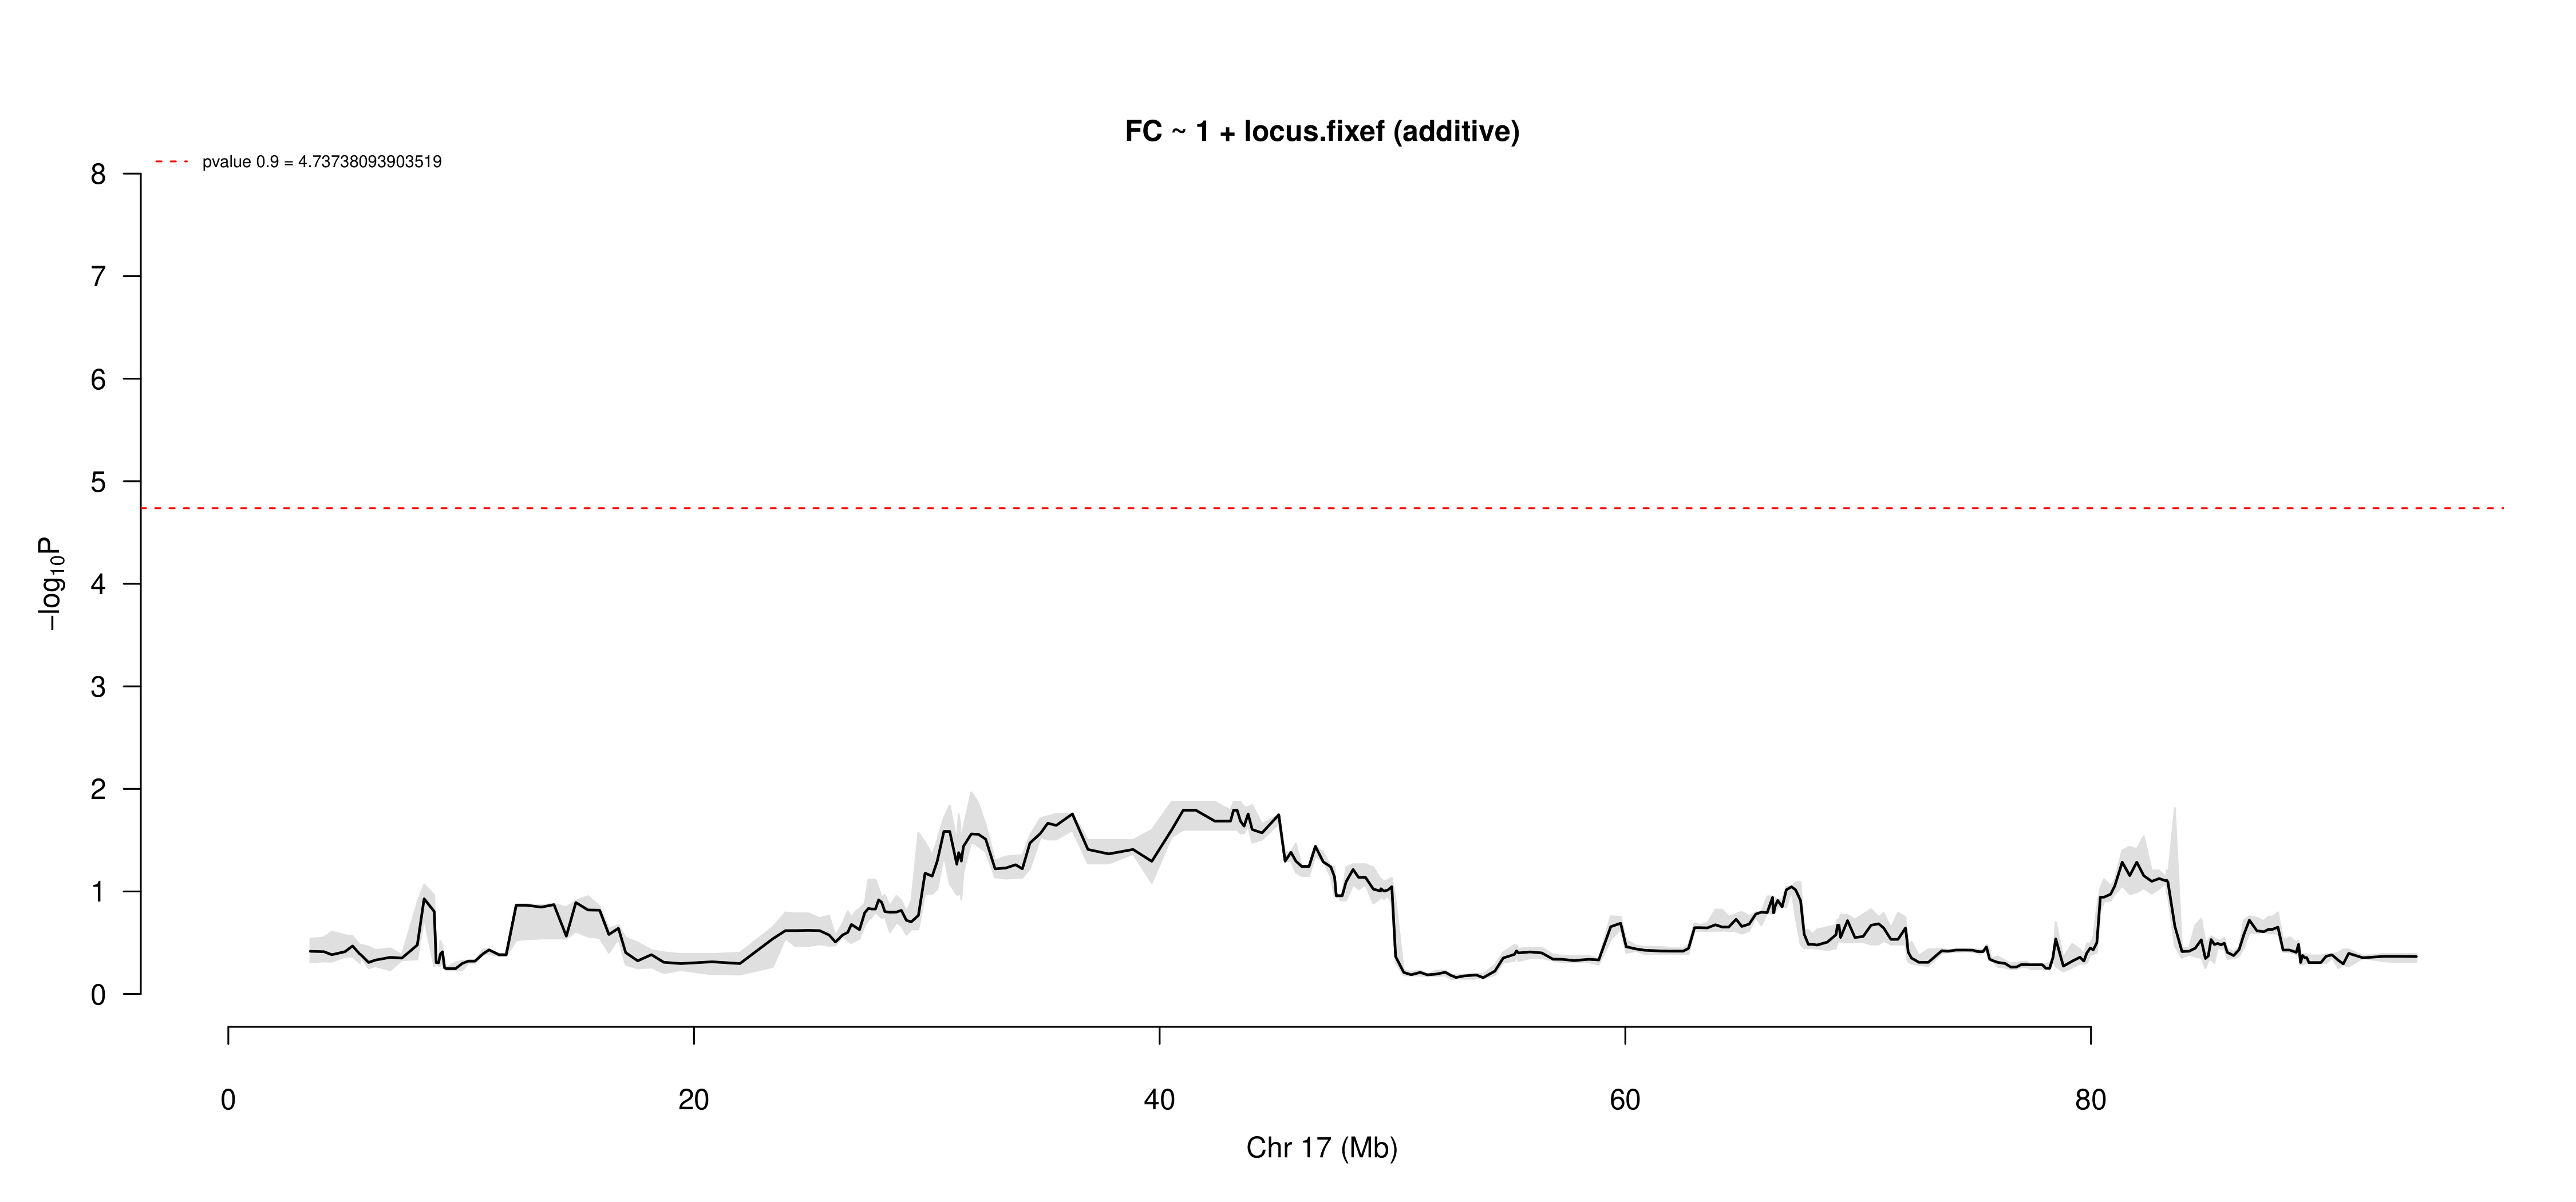 FC ~ 1 + locus.fixef (additive)
pvalue 0.9 = 4.73738093903519
8
7
6
5
4
3
2
1
0
−log10P
0 20 40 60 80
Chr 17 (Mb)